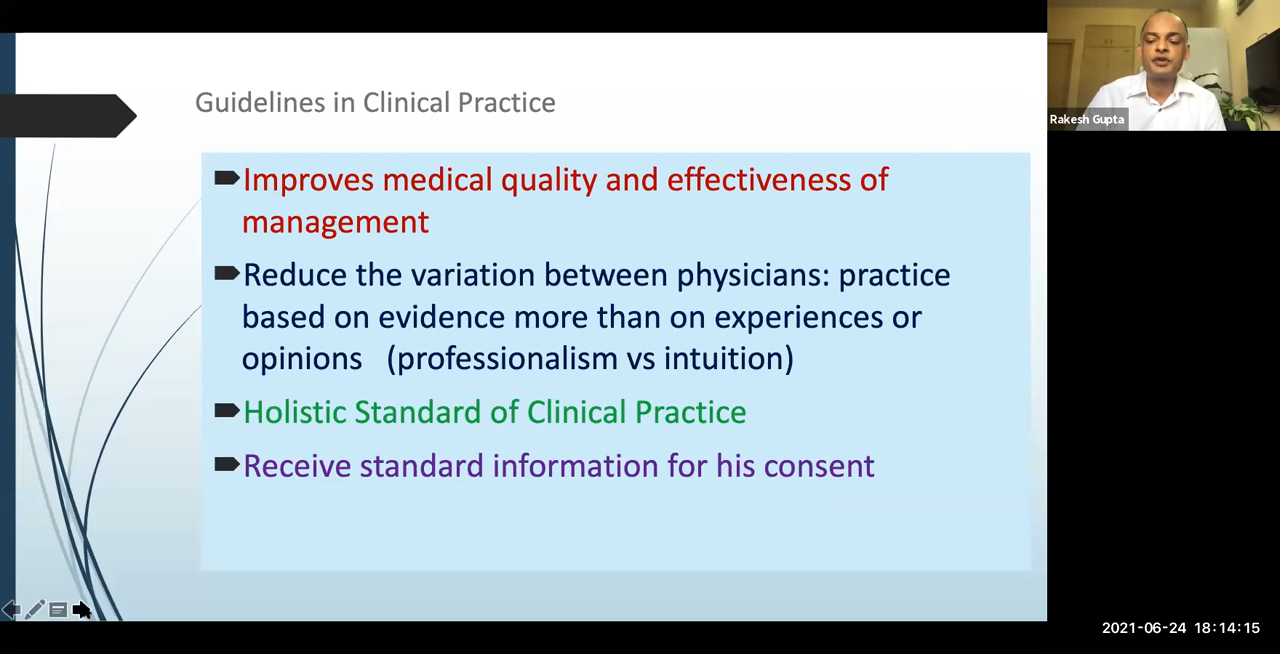 Guidelines in Clinical Practice
Improves medical quality and effectiveness of
management
Reduce the variation between physicians: practice
based on evidence more than on experiences or
opinions (professionalism vs intuition)
Holistic Standard of Clinical Practice
Receive standard information for his consent
Rakesh Gupta
2021-06-24 18:14:15